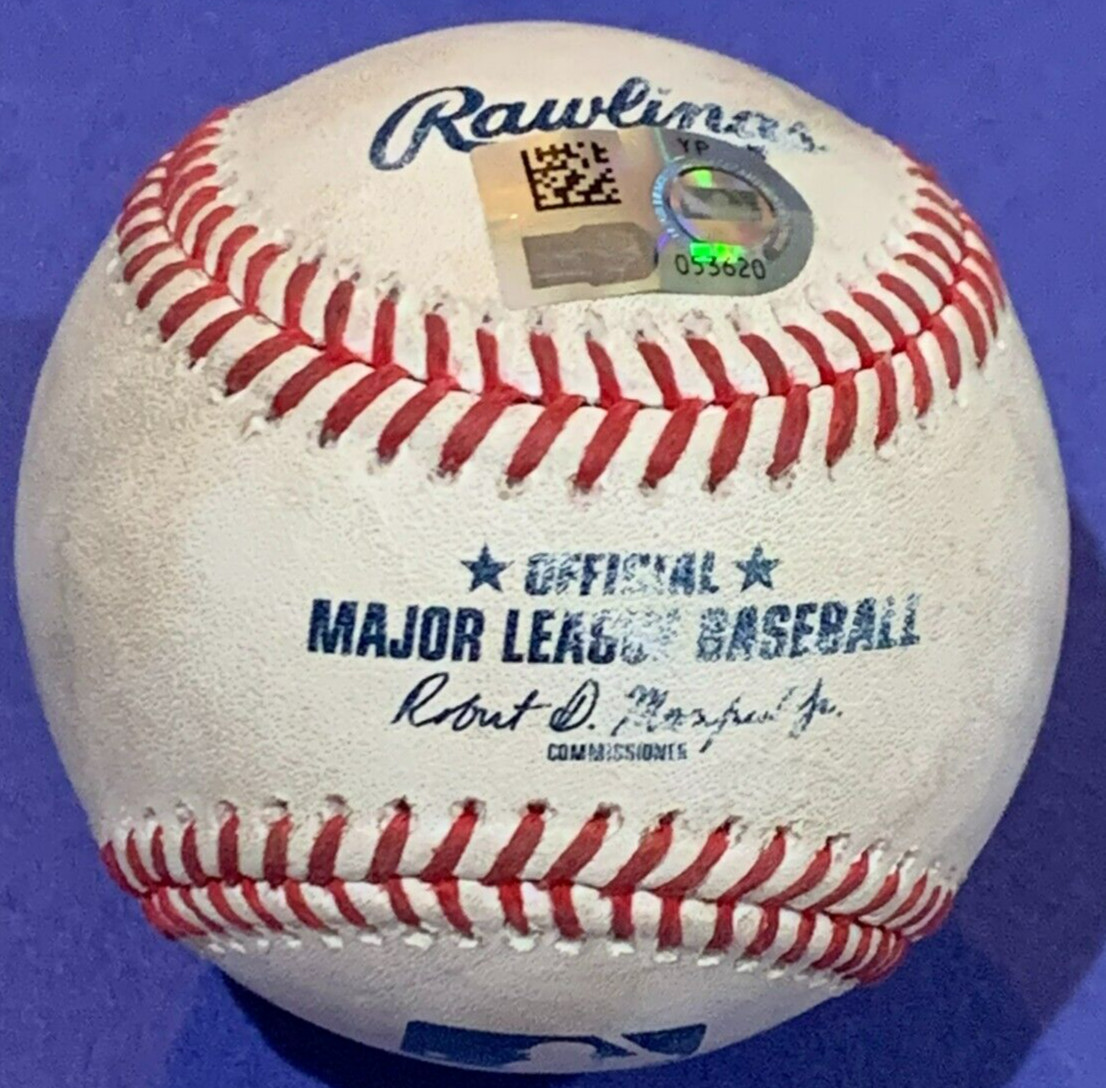 Rawlings
YP
053620
★ OFFICIAL ★
MAJOR LEAGUE BASEBALL
Robert D. Manfred Jr.
COMMISSIONER